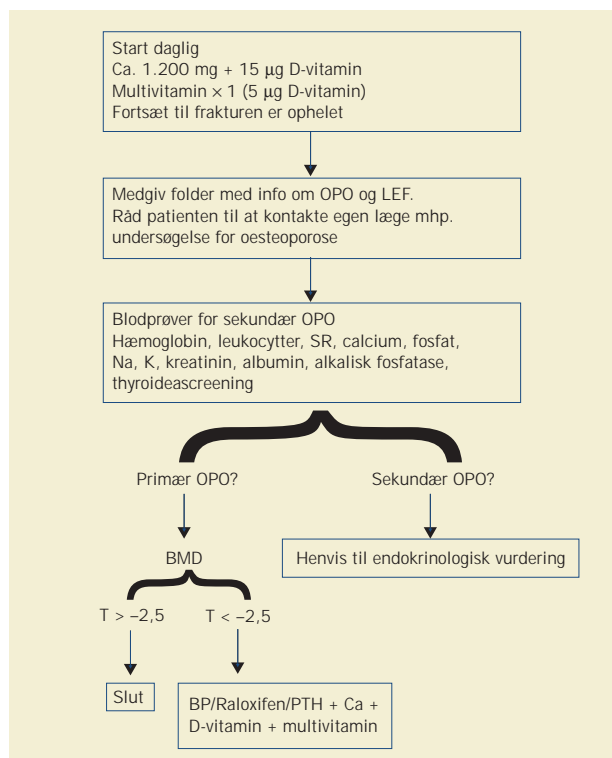 Start daglig
Ca. 1.200 mg + 15 µg D-vitamin
Multivitamin × 1 (5 µg D-vitamin)
Fortsæt til frakturen er ophelet
Medgiv folder med info om OPO og LEF.
Råd patienten til at kontakte egen læge mhp.
undersøgelse for oesteoporose
Blodprøver for sekundær OPO
Hæmoglobin, leukocytter, SR, calcium, fosfat,
Na, K, kreatinin, albumin, alkalisk fosfatase,
thyroideascreening
Primær OPO?
Sekundær OPO?
BMD
Henvis til endokrinologisk vurdering
T > –2,5
T < –2,5
Slut
BP/Raloxifen/PTH + Ca +
D-vitamin + multivitamin